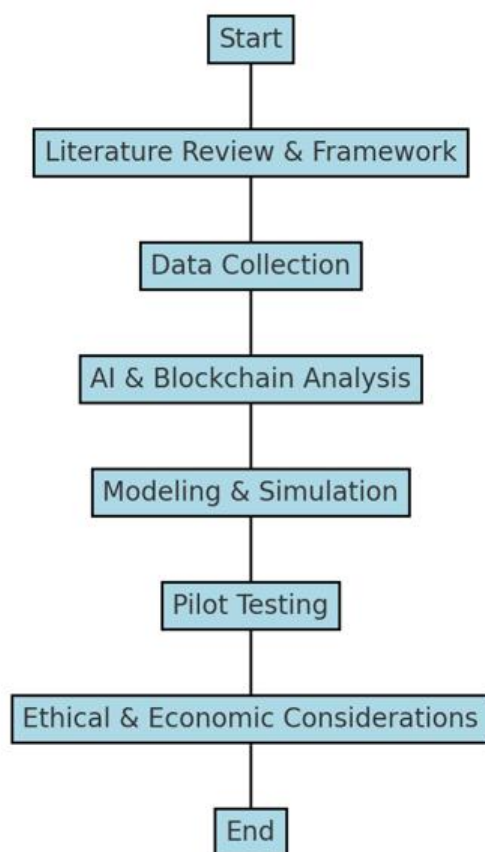 Start
Literature Review & Framework
Data Collection
AI & Blockchain Analysis
Modeling & Simulation
Pilot Testing
Ethical & Economic Considerations
End